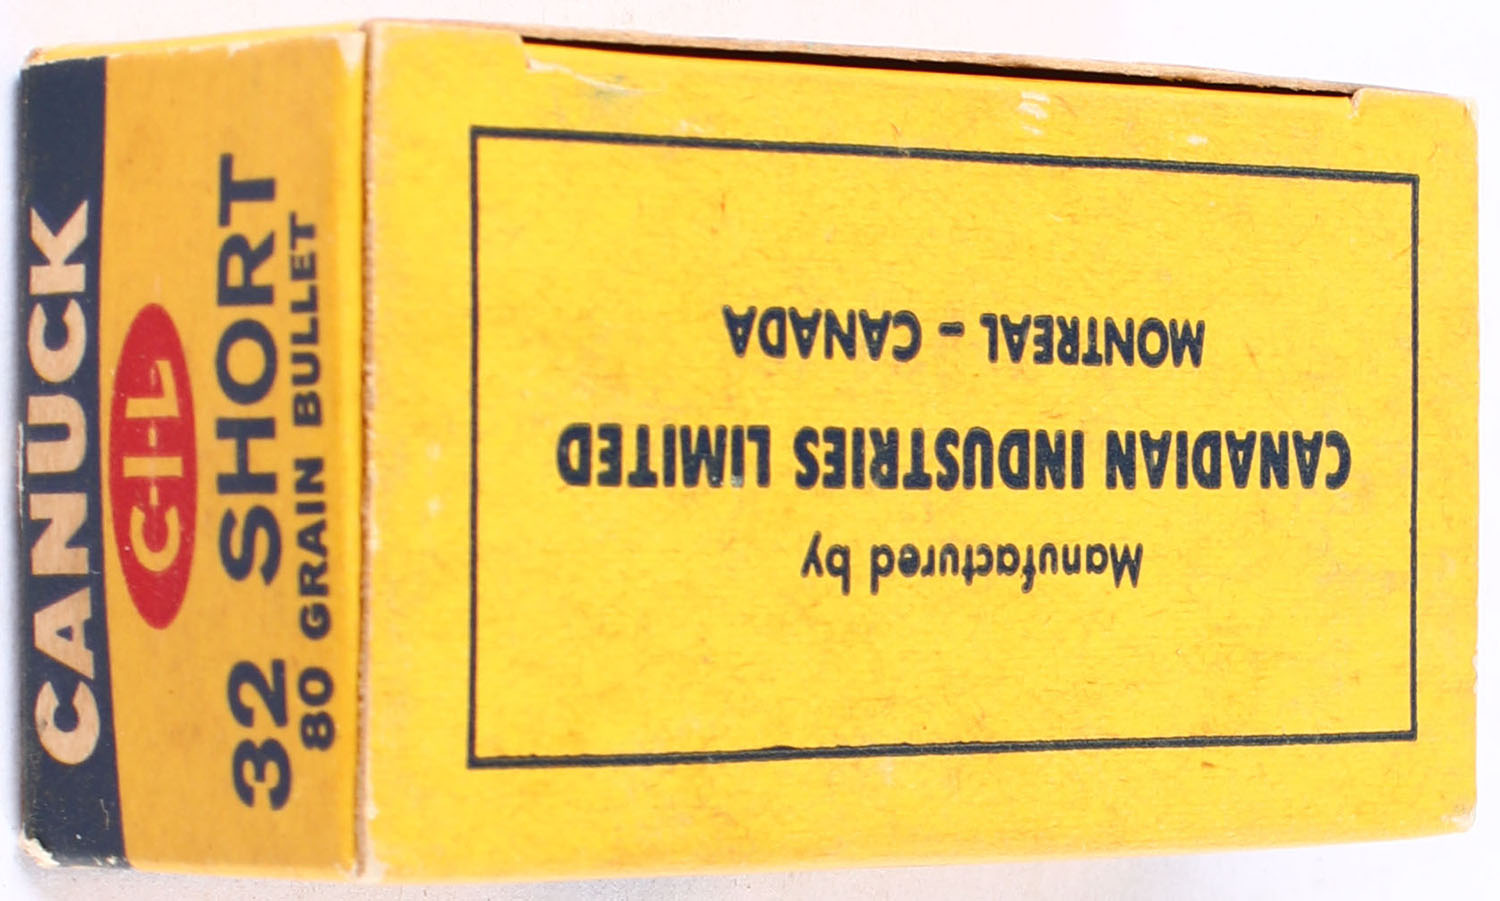 CANUCK
C-I-L
32 SHORT
80 GRAIN BULLET
Manufactured by
CANADIAN INDUSTRIES LIMITED
MONTREAL - CANADA